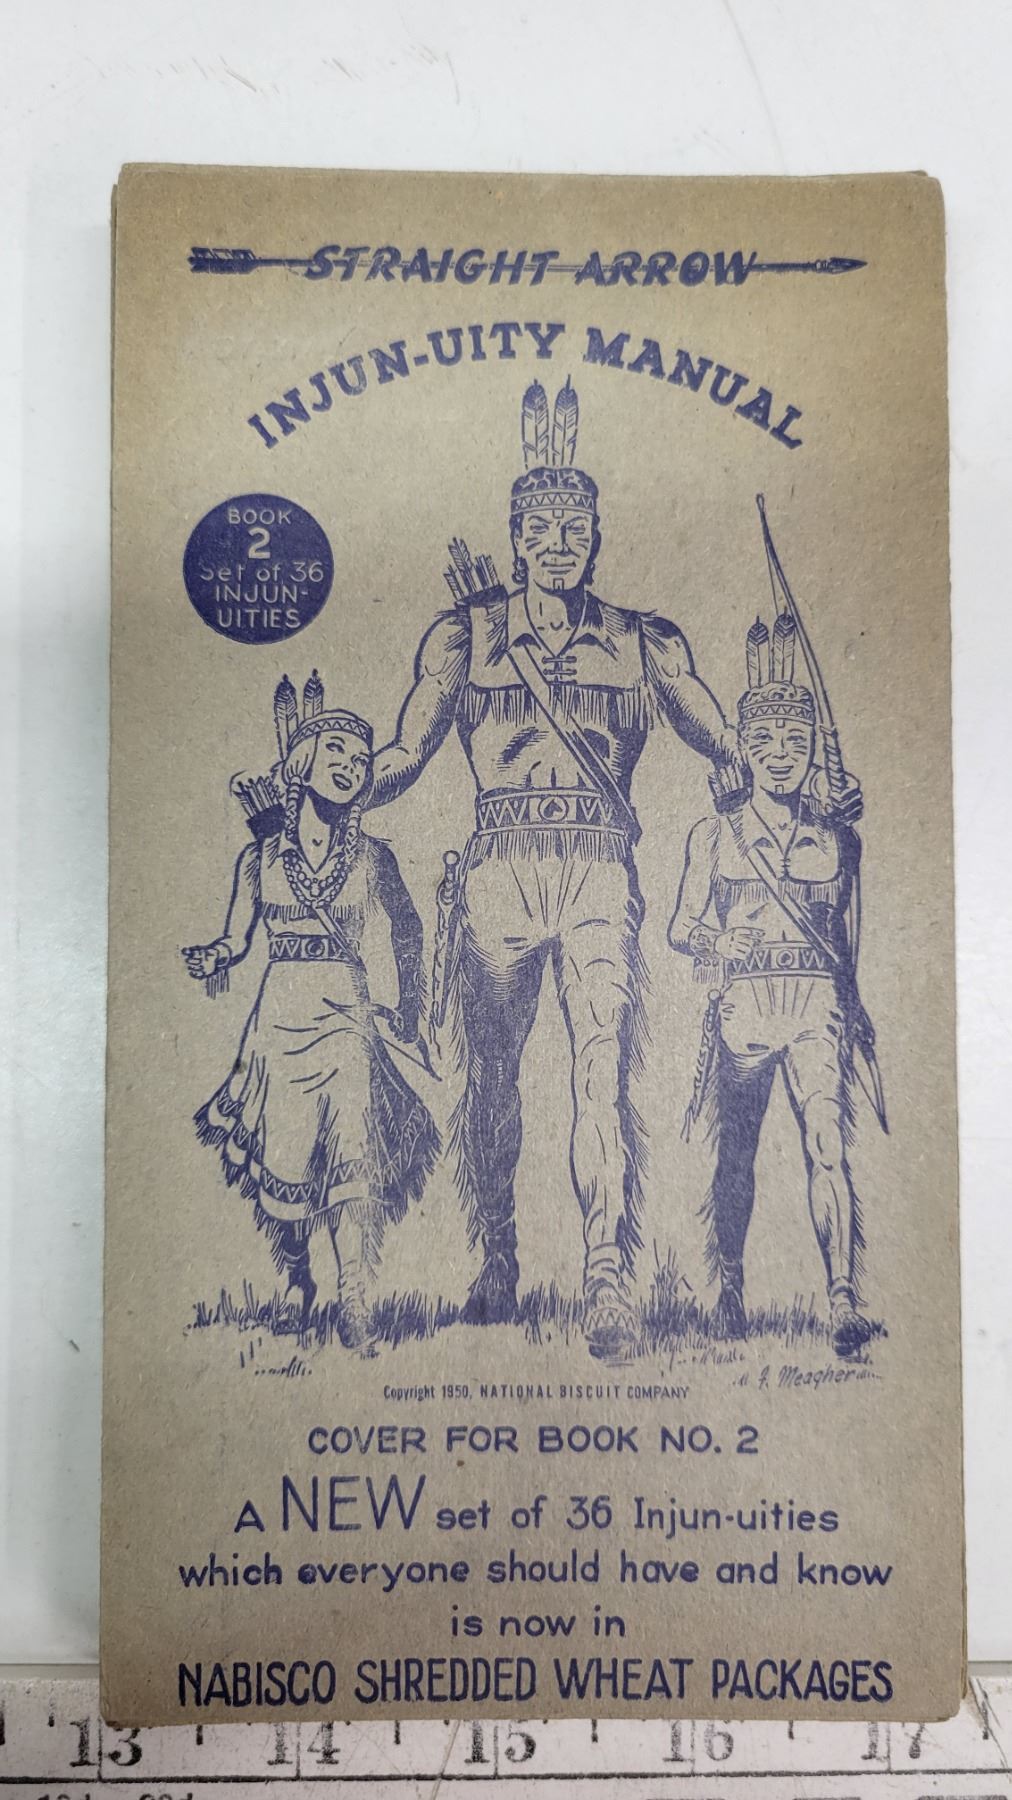 STRAIGHT ARROW
INJUN-UITY MANUAL
BOOK
2
Set of 36
INJUN-
UITIES
J. Meagher
Copyright 1950, NATIONAL BISCUIT COMPANY
COVER FOR BOOK NO. 2
A NEW set of 36 Injun-uities
which everyone should have and know
is now in
NABISCO SHREDDED WHEAT PACKAGES
13 14 15 16 17